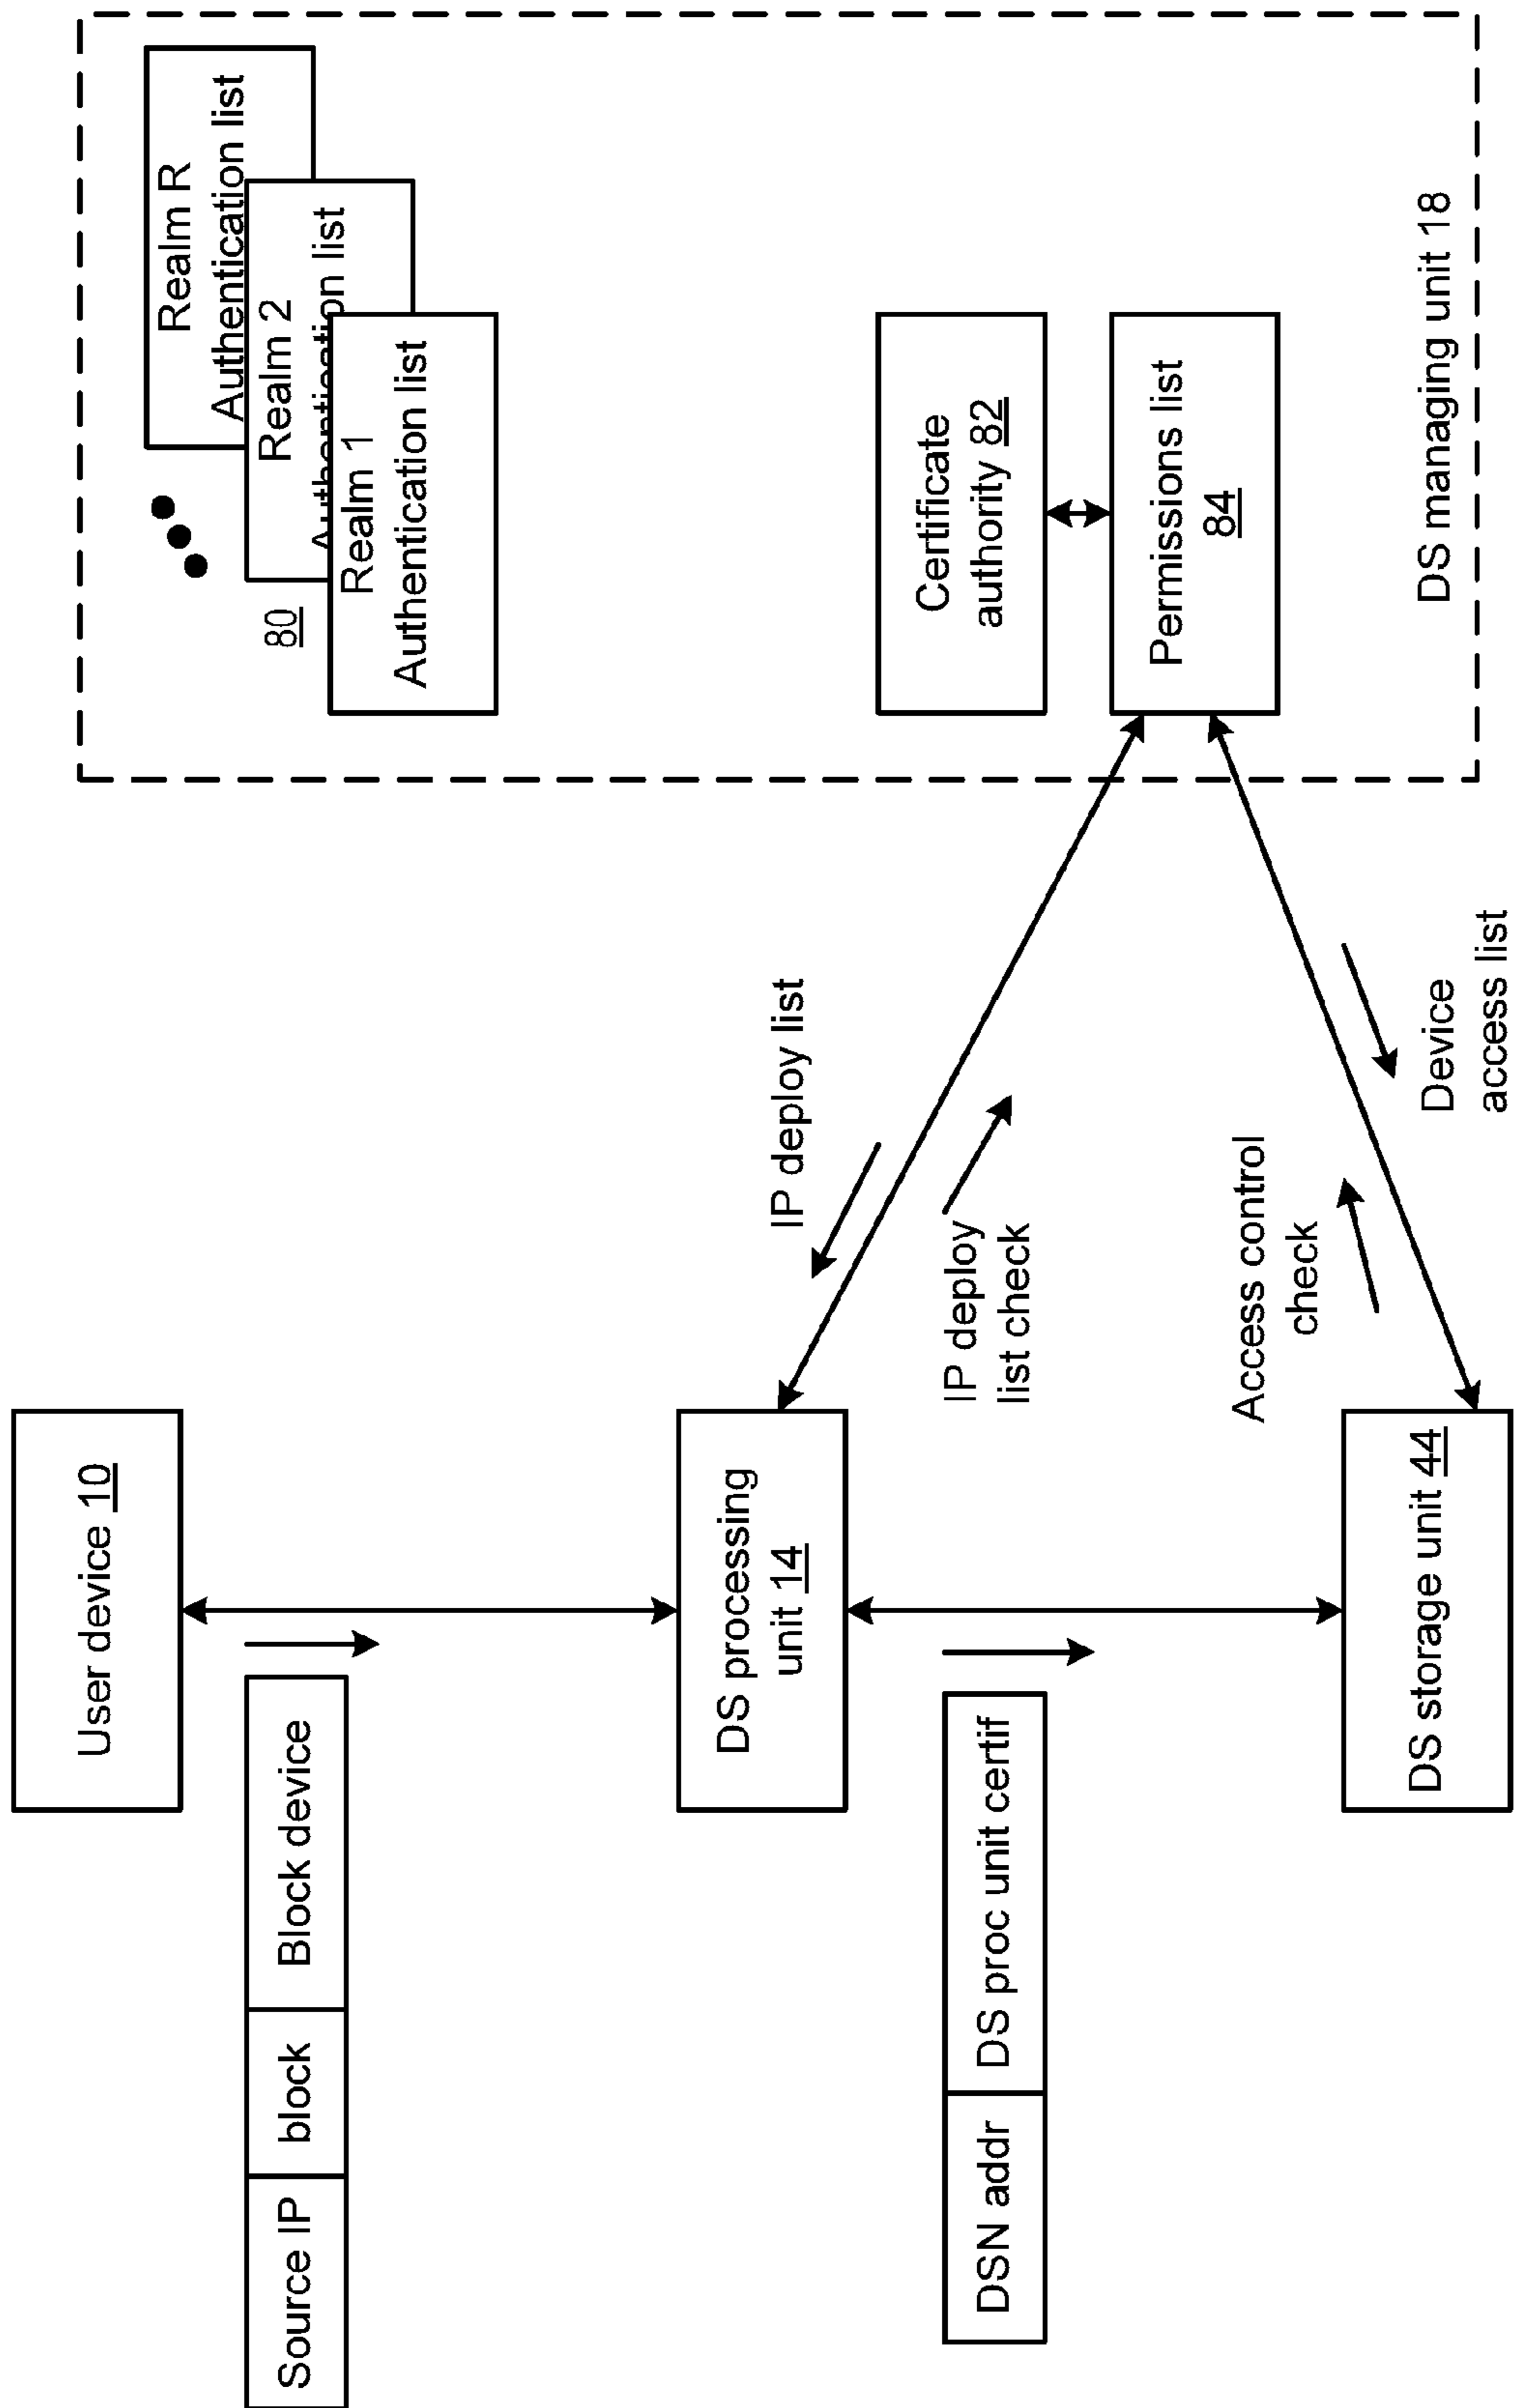 User device 10
Source IP
block
Block device
DS processing
unit 14
DSN addr
DS proc unit certif
DS storage unit 44
IP deploy list
IP deploy
list check
Access control
check
Device
access list
Realm R
Authentication list
Realm 2
Authentication list
Realm 1
Authentication list
80
Certificate
authority 82
Permissions list
84
DS managing unit 18